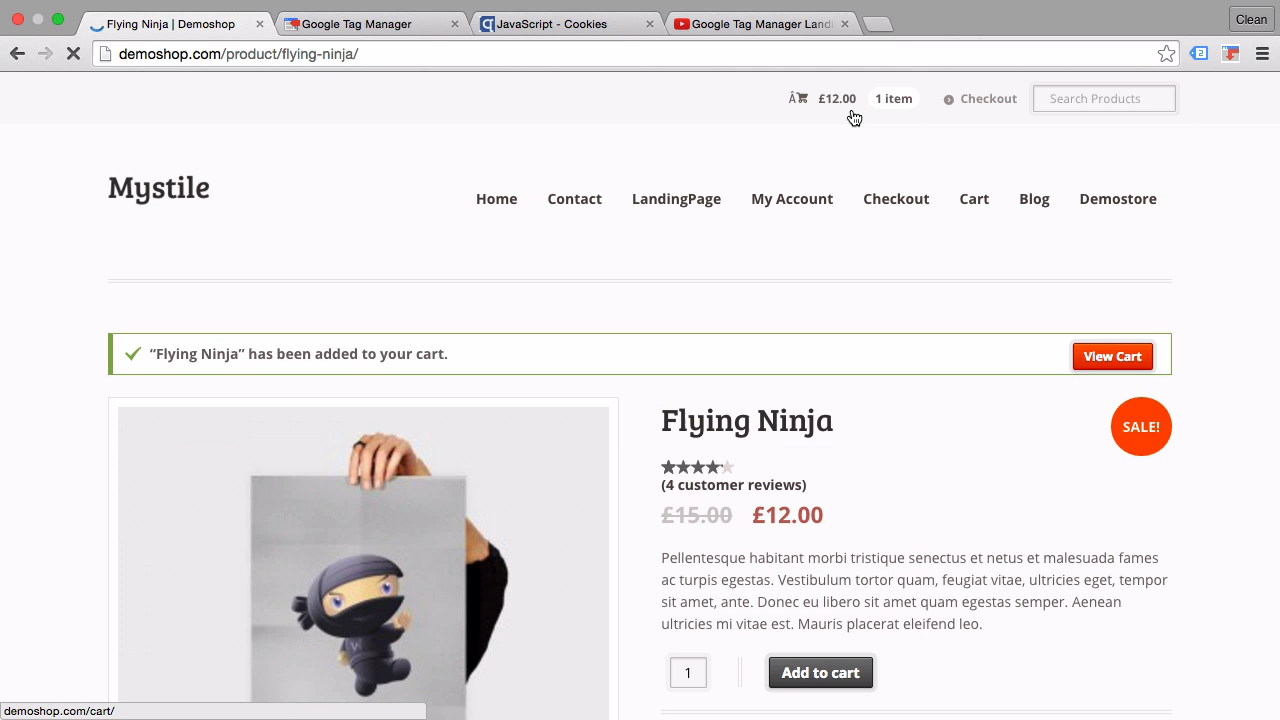 Flying Ninja | Demoshop
Google Tag Manager
JavaScript - Cookies
Google Tag Manager Landi
Clean
demoshop.com/product/flying-ninja/
2
Â £12.00 1 item Checkout Search Products
Mystile
Home Contact LandingPage My Account Checkout Cart Blog Demostore
“Flying Ninja” has been added to your cart.
View Cart
Flying Ninja
SALE!
(4 customer reviews)
£15.00 £12.00
Pellentesque habitant morbi tristique senectus et netus et malesuada fames
ac turpis egestas. Vestibulum tortor quam, feugiat vitae, ultricies eget, tempor
sit amet, ante. Donec eu libero sit amet quam egestas semper. Aenean
ultricies mi vitae est. Mauris placerat eleifend leo.
1 Add to cart
W
demoshop.com/cart/